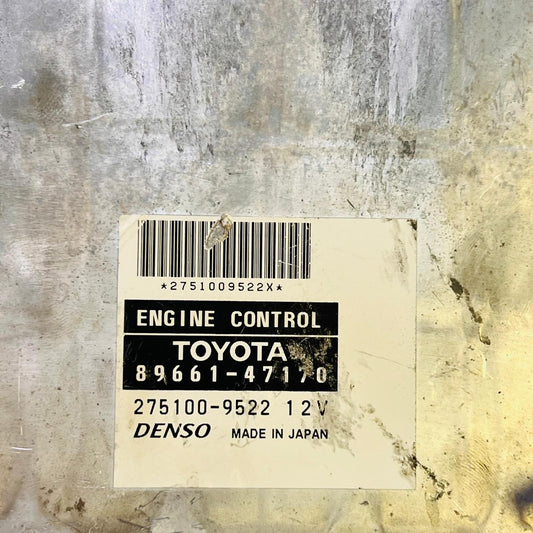 *2751009522X*
ENGINE CONTROL
TOYOTA
89661-47170
275100-9522 12V
DENSO MADE IN JAPAN